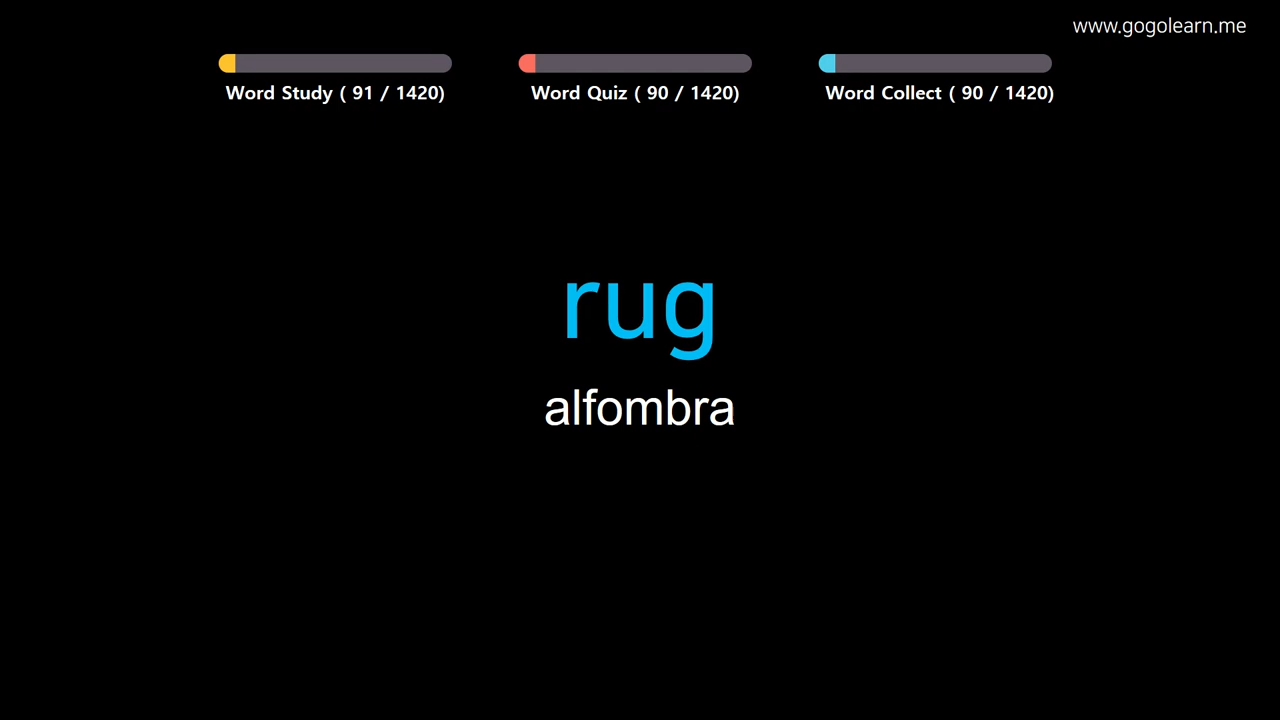 www.gogolearn.me
Word Study ( 91 / 1420)
Word Quiz ( 90 / 1420)
Word Collect ( 90 / 1420)
rug
alfombra